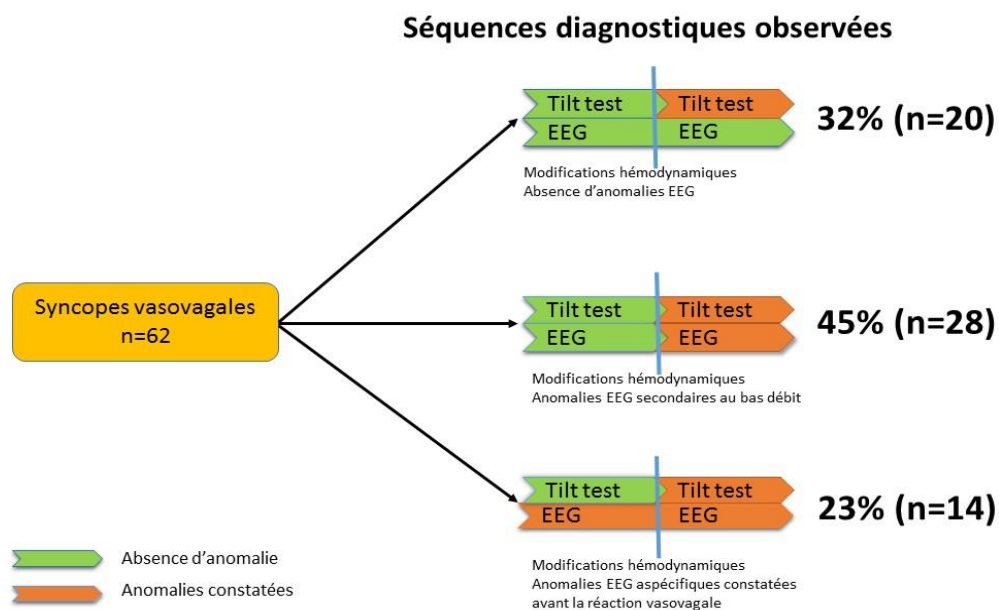 Séquences diagnostiques observées
Tilt test Tilt test
EEG EEG
32% (n=20)
Modifications hémodynamiques
Absence d'anomalies EEG
Syncopes vasovagales
n=62
Tilt test Tilt test
EEG EEG
45% (n=28)
Modifications hémodynamiques
Anomalies EEG secondaires au bas débit
Tilt test Tilt test
EEG EEG
23% (n=14)
Modifications hémodynamiques
Anomalies EEG aspécifiques constatées
avant la réaction vasovagale
Absence d'anomalie
Anomalies constatées